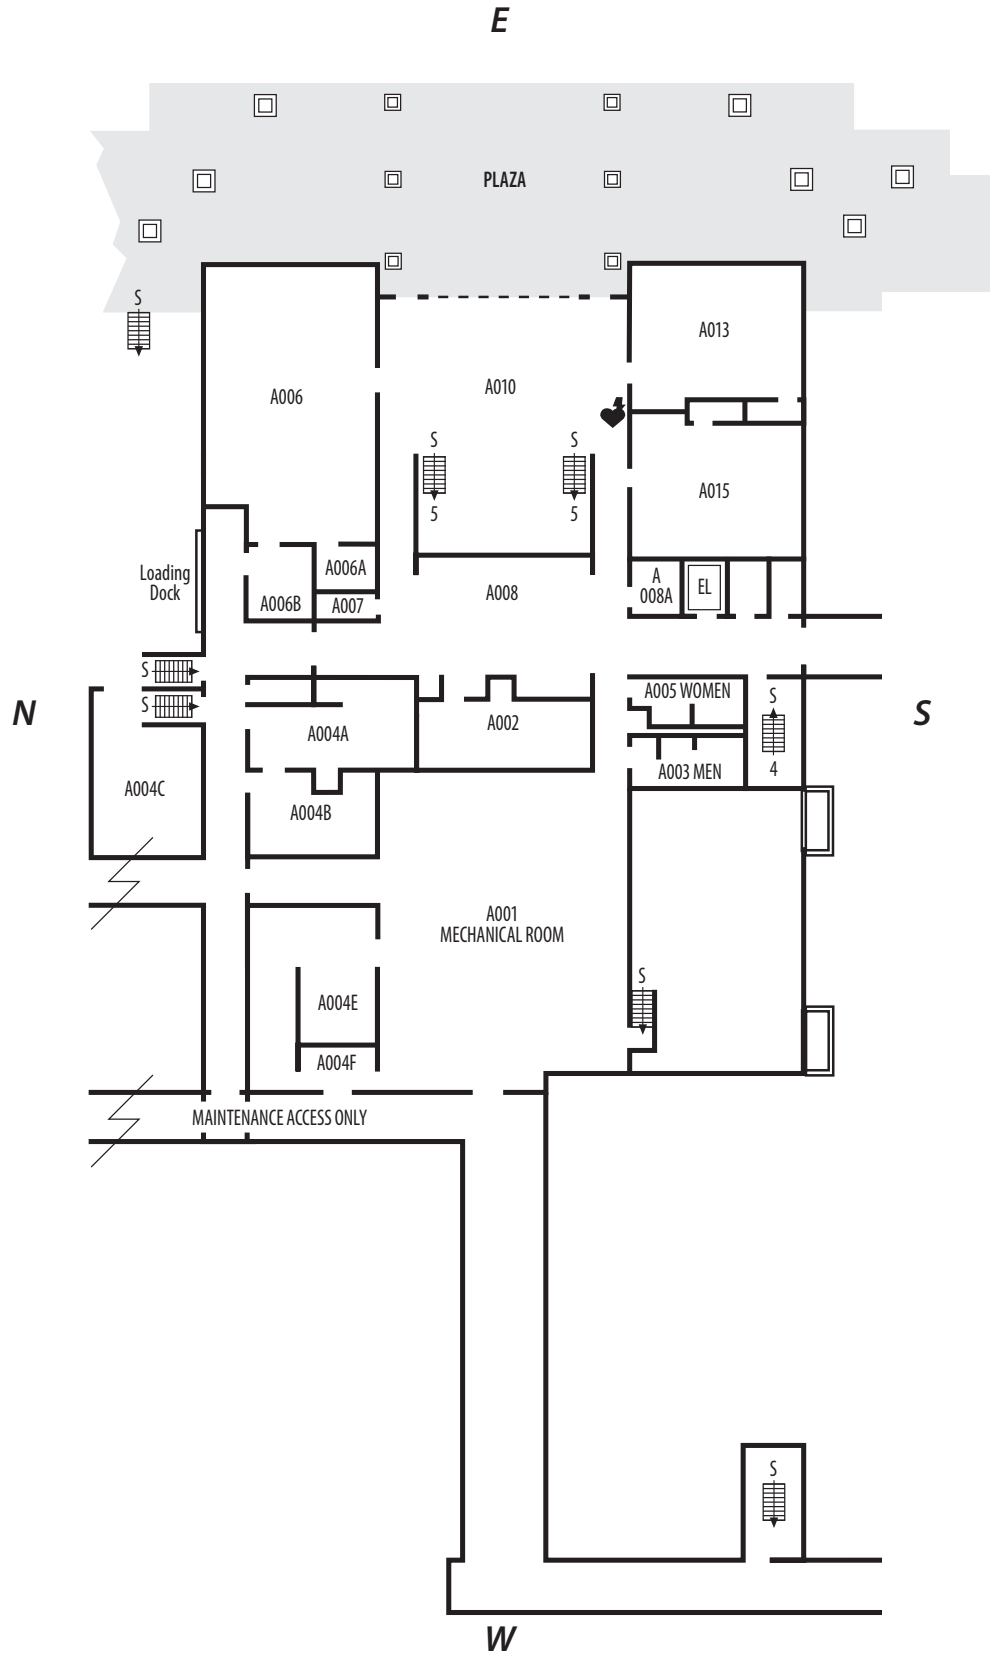 E
PLAZA
S
A013
A006
A010
S
S
A015
5
5
Loading
Dock
A006A
A
008A
EL
A008
A006B
A007
S
A005 WOMEN
S
S
N
S
A002
A004A
A003 MEN
4
A004C
A004B
A001
MECHANICAL ROOM
S
A004E
A004F
MAINTENANCE ACCESS ONLY
S
W